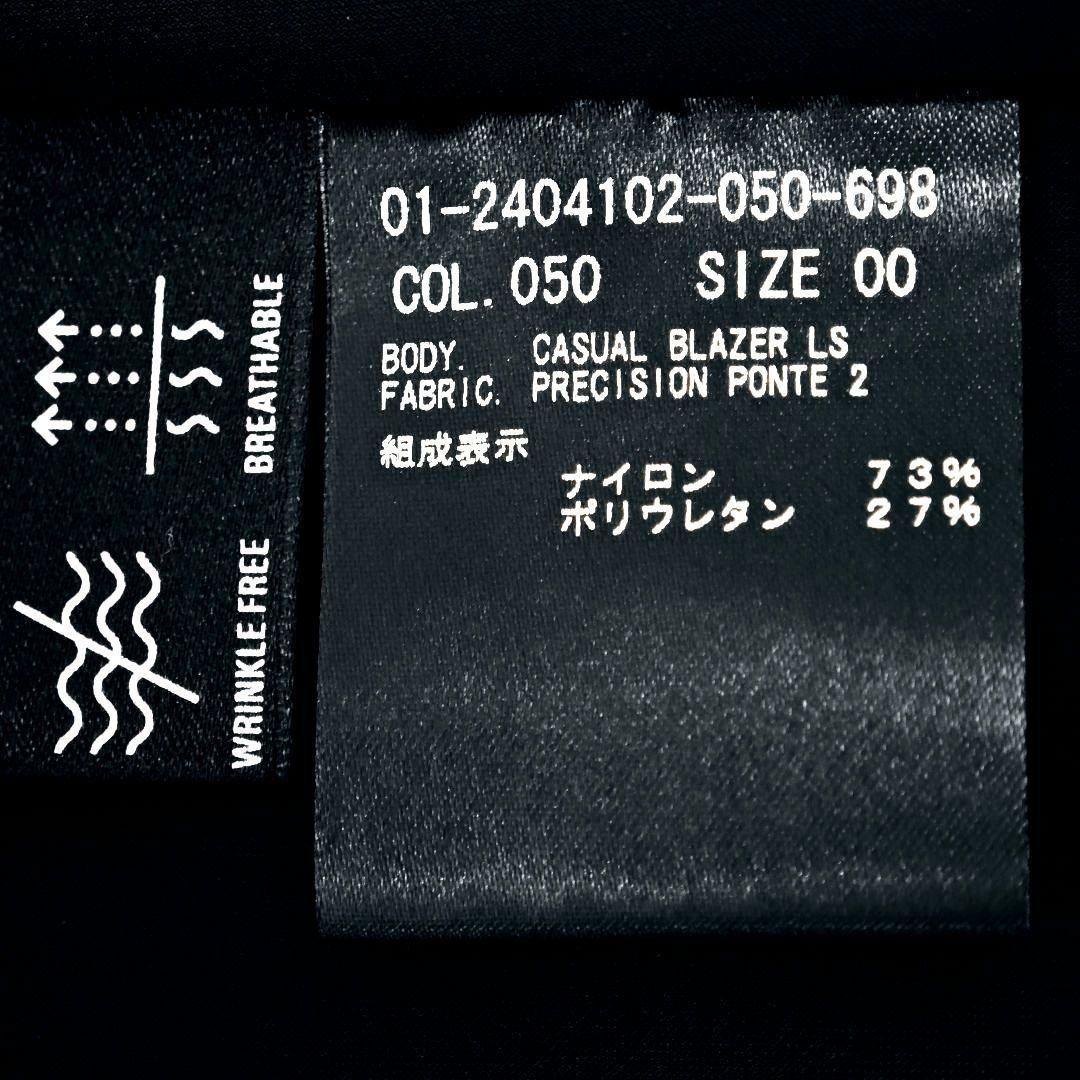 01-2404102-050-698
COL. 050 SIZE 00
BODY. CASUAL BLAZER LS
FABRIC. PRECISION PONTE 2
組成表示
ナイロン 73%
ポリウレタン 27%
BREATHABLE
WRINKLE FREE